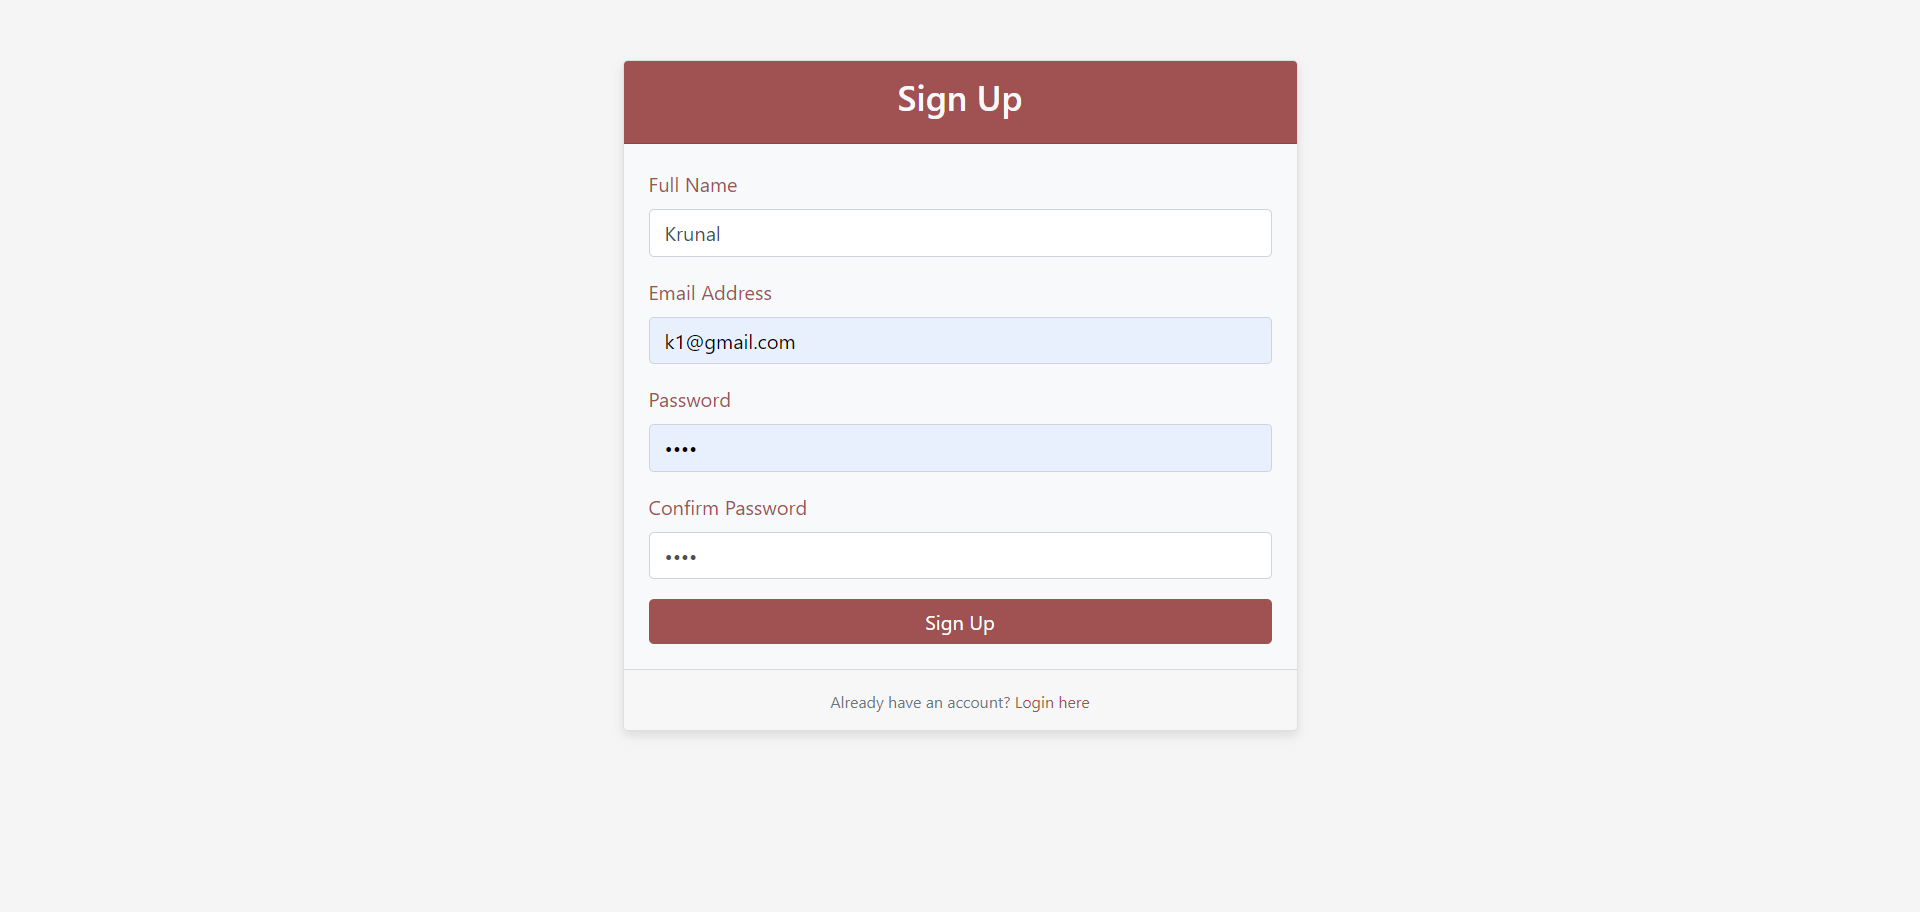 Sign Up
Full Name
Krunal
Email Address
k1@gmail.com
Password
••••
Confirm Password
••••
Sign Up
Already have an account? Login here